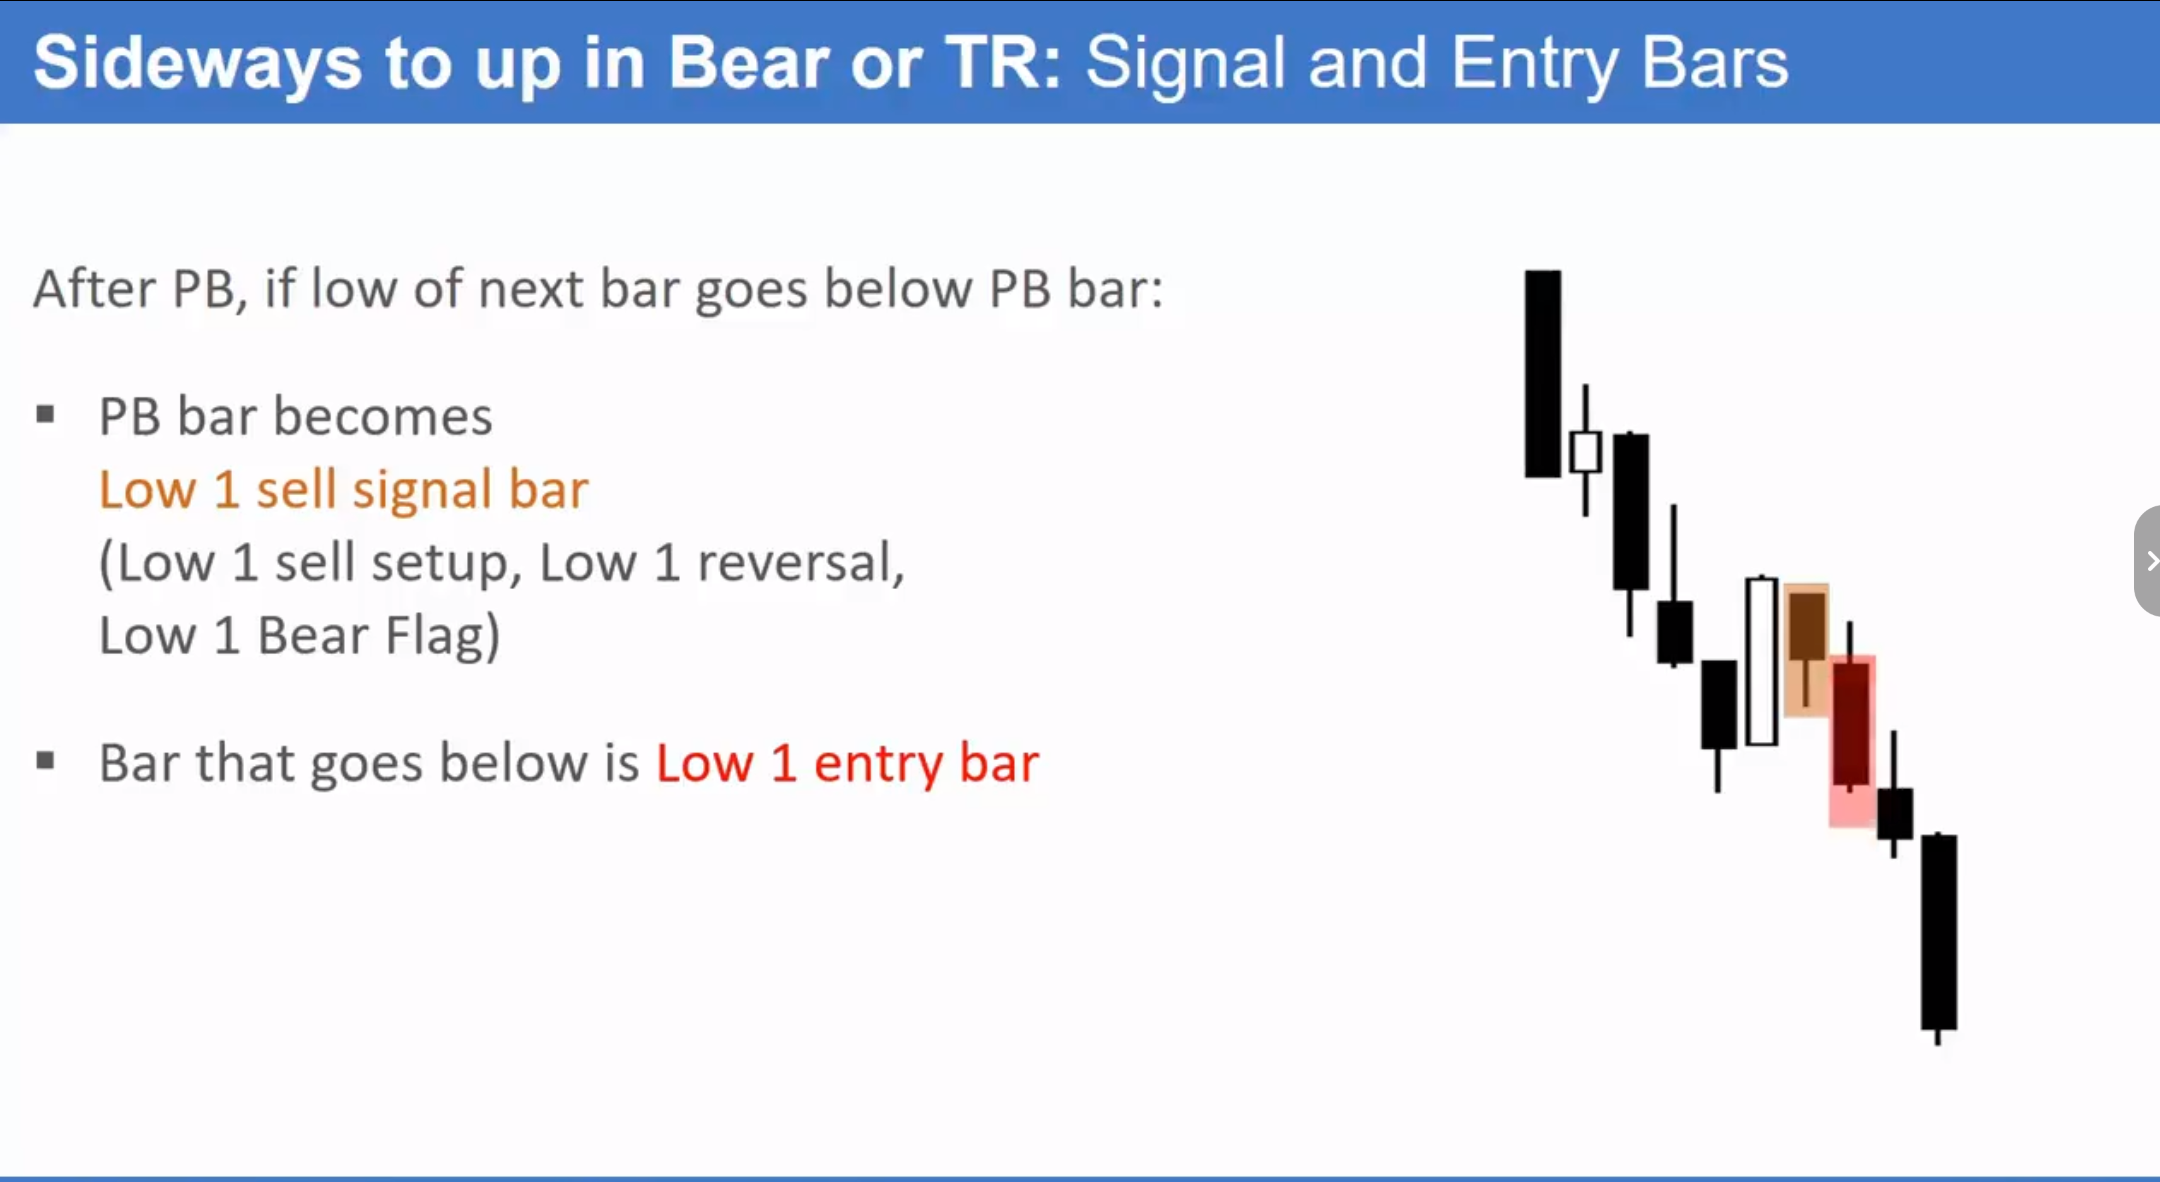 Sideways to up in Bear or TR: Signal and Entry Bars
After PB, if low of next bar goes below PB bar:
▪ PB bar becomes
Low 1 sell signal bar
(Low 1 sell setup, Low 1 reversal,
Low 1 Bear Flag)
▪ Bar that goes below is Low 1 entry bar